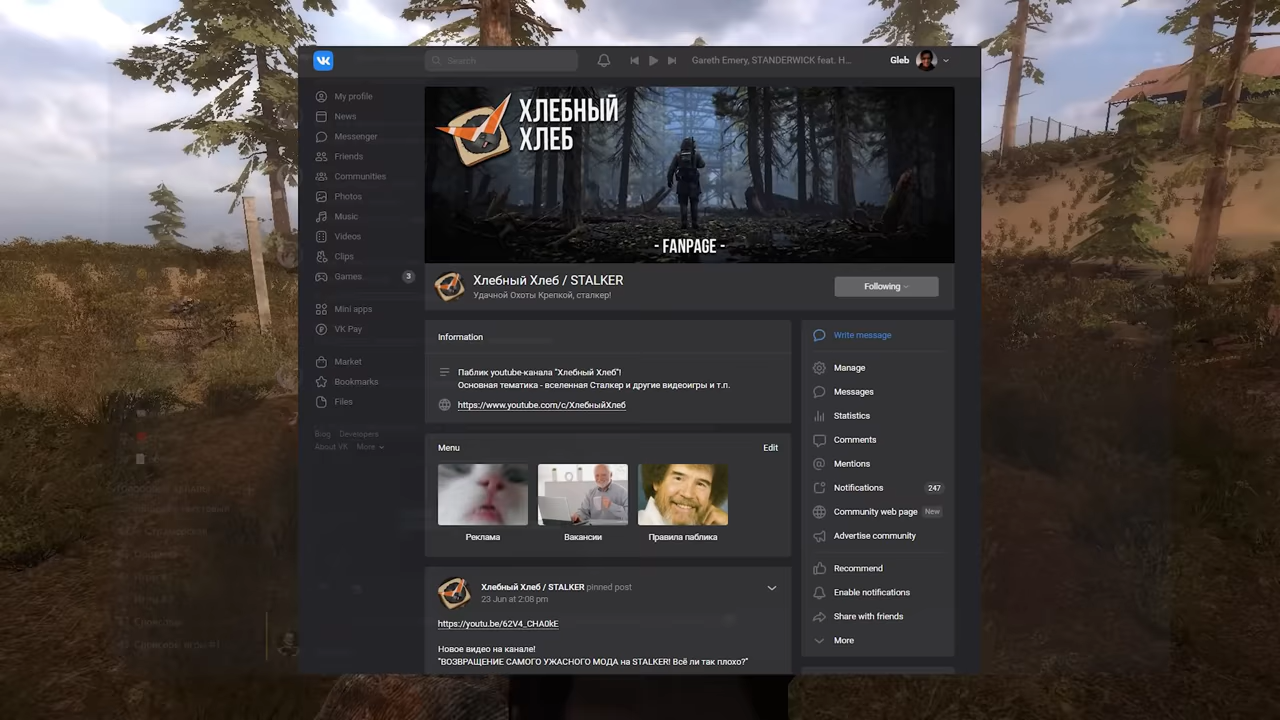 Search
Gareth Emery, STANDERWICK feat. H...
Gleb
My profile
News
Messenger
Friends
Communities
Photos
Music
Videos
Clips
Games
3
Mini apps
VK Pay
Market
Bookmarks
Files
Blog Developers
About VK More
ХЛЕБНЫЙ
ХЛЕБ
- FANPAGE -
Хлебный Хлеб / STALKER
Удачной Охоты Крепкой, сталкер!
Following
Information
Паблик youtube-канала "Хлебный Хлеб"!
Основная тематика - вселенная Сталкер и другие видеоигры и т.п.
https://www.youtube.com/c/ХлебныйХлеб
Menu
Edit
Реклама
Вакансии
Правила паблика
Хлебный Хлеб / STALKER pinned post
23 Jun at 2:08 pm
https://youtu.be/62V4_CHA0kE
Новое видео на канале!
"ВОЗВРАЩЕНИЕ САМОГО УЖАСНОГО МОДА на STALKER! Всё ли так плохо?"
Write message
Manage
Messages
Statistics
Comments
Mentions
Notifications
247
Community web page
New
Advertise community
Recommend
Enable notifications
Share with friends
More